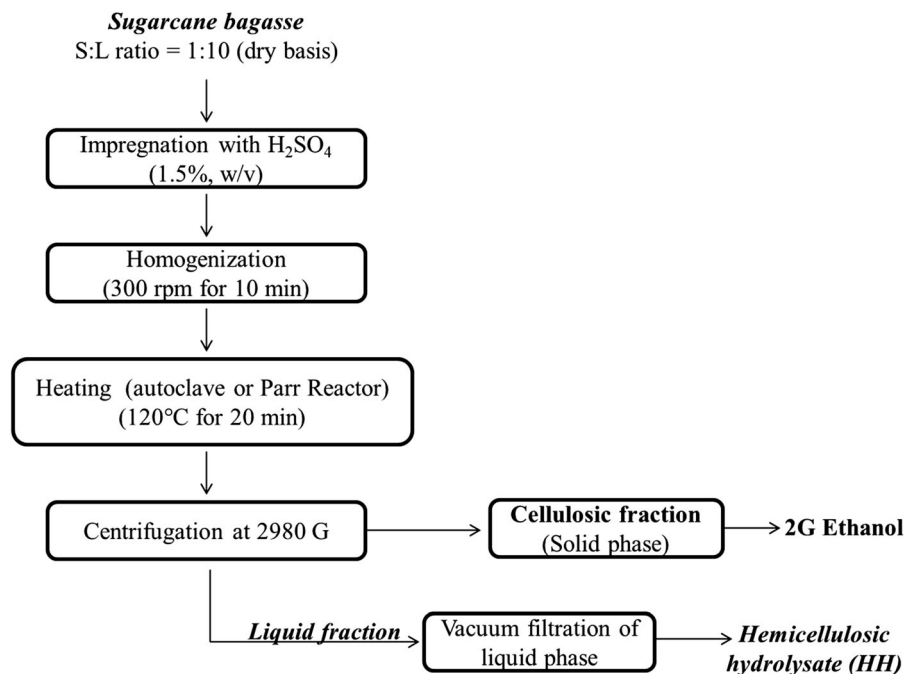 Sugarcane bagasse
S:L ratio = 1:10 (dry basis)
Impregnation with H₂SO₄
(1.5%, w/v)
Homogenization
(300 rpm for 10 min)
Heating (autoclave or Parr Reactor)
(120°C for 20 min)
Centrifugation at 2980 G
Cellulosic fraction
(Solid phase)
2G Ethanol
Liquid fraction
Vacuum filtration of
liquid phase
Hemicellulosic
hydrolysate (HH)